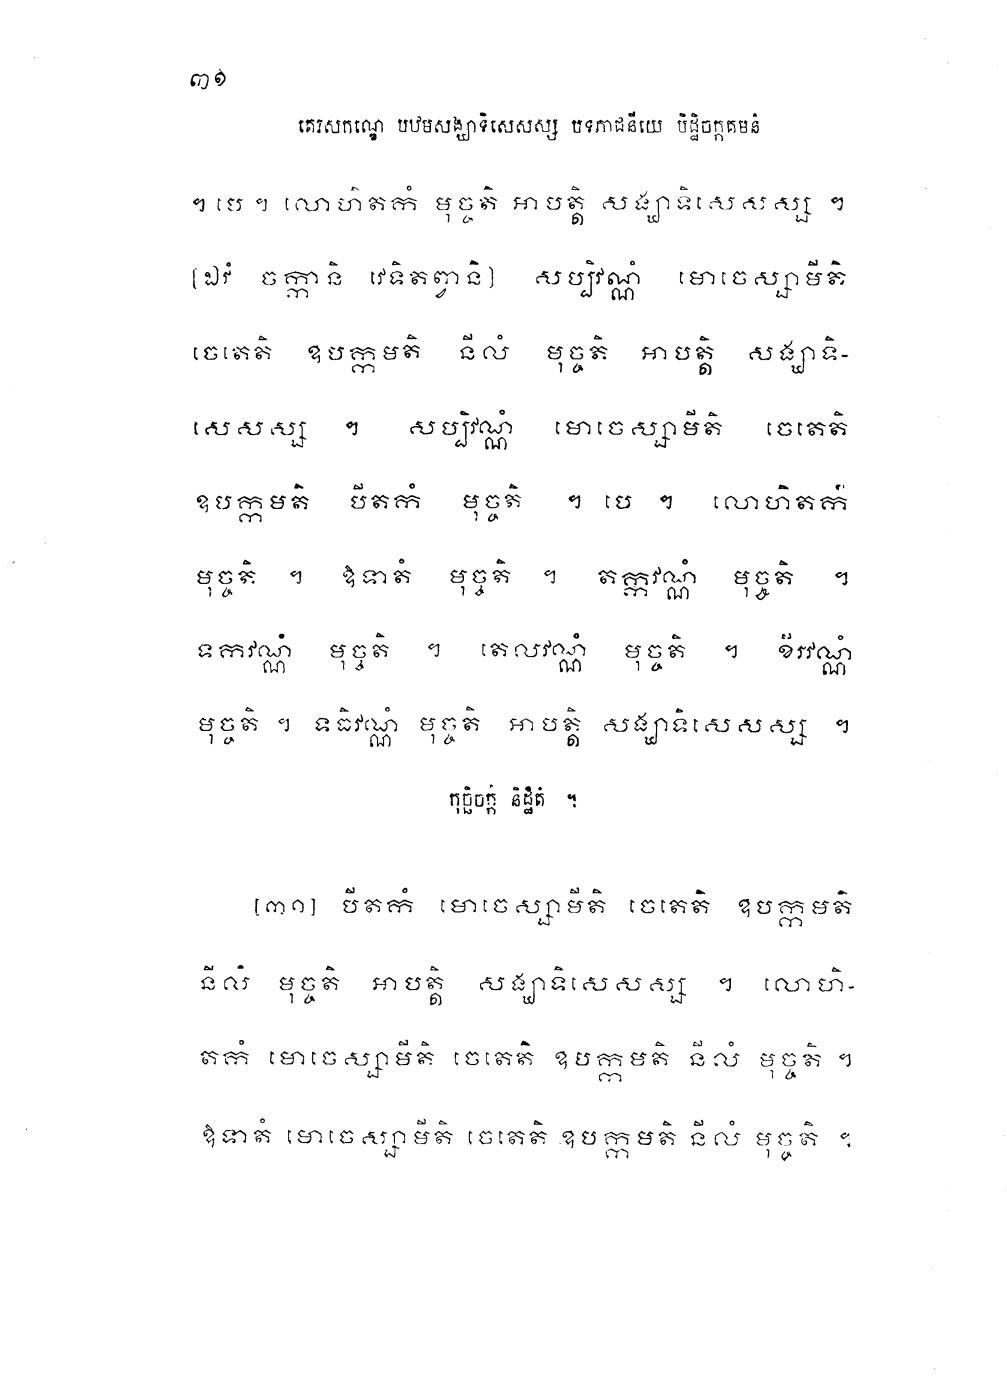 ៣១
តេរសកណ្ឌេ បឋមសង្ឃាទិសេសស្ស បទភាជនីយេ បិដ្ឋិចក្កគមនំ
។ បេ ។ លោហិតកំ មុច្ចតិ អាបត្តិ សង្ឃាទិសេសស្ស ។
[ឯវំ ចក្កានិ វេទិតព្វានិ] សប្បិវណ្ណំ មោចេស្សាមីតិ
ចេតេតិ ឧបក្កមតិ នីលំ មុច្ចតិ អាបត្តិ សង្ឃាទិ-
សេសស្ស ។ សប្បិវណ្ណំ មោចេស្សាមីតិ ចេតេតិ
ឧបក្កមតិ បីតកំ មុច្ចតិ ។ បេ ។ លោហិតកំ
មុច្ចតិ ។ ឱទាតំ មុច្ចតិ ។ តក្កវណ្ណំ មុច្ចតិ ។
ទកវណ្ណំ មុច្ចតិ ។ តេលវណ្ណំ មុច្ចតិ ។ ខីរវណ្ណំ
មុច្ចតិ ។ ទធិវណ្ណំ មុច្ចតិ អាបត្តិ សង្ឃាទិសេសស្ស ។
កុច្ឆិចក្កំ និដ្ឋិតំ ។
[៣១] បីតកំ មោចេស្សាមីតិ ចេតេតិ ឧបក្កមតិ
នីលំ មុច្ចតិ អាបត្តិ សង្ឃាទិសេសស្ស ។ លោហិ-
តកំ មោចេស្សាមីតិ ចេតេតិ ឧបក្កមតិ នីលំ មុច្ចតិ ។
ឱទាតំ មោចេស្សាមីតិ ចេតេតិ ឧបក្កមតិ នីលំ មុច្ចតិ ។